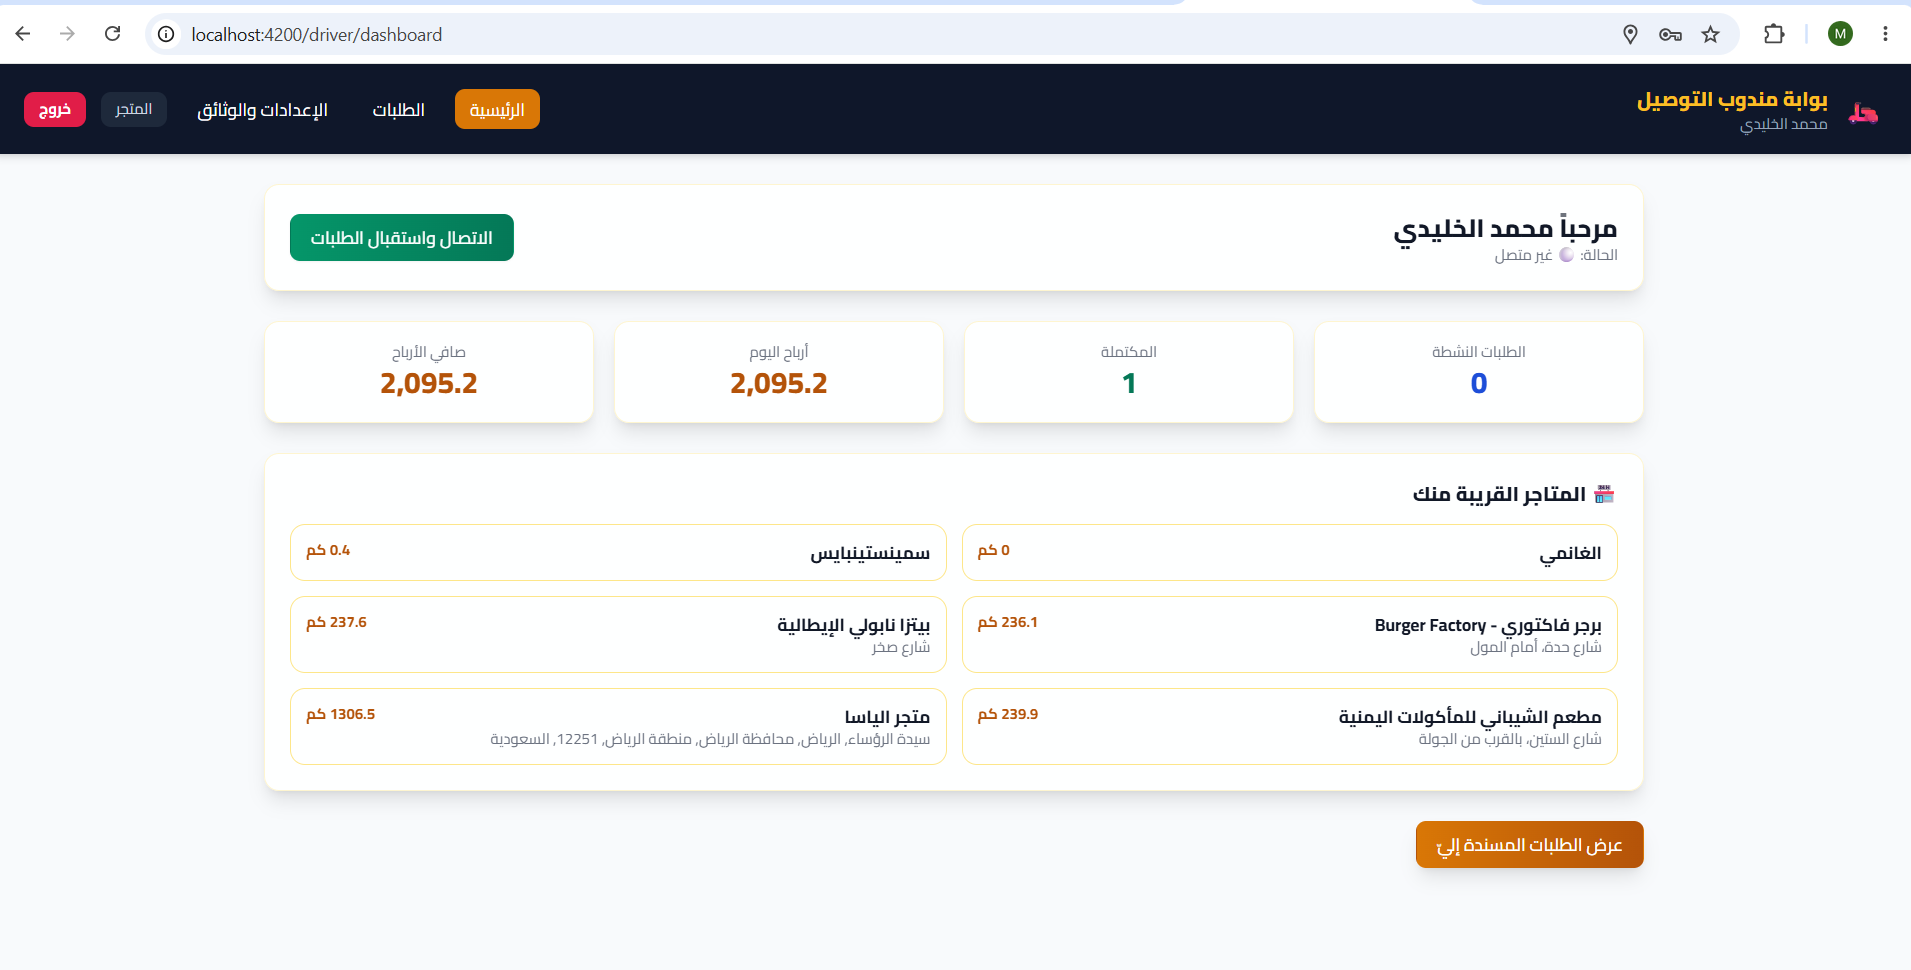 localhost:4200/driver/dashboard
M
بوابة مندوب التوصيل
محمد الخليدي
الرئيسية
الطلبات
الإعدادات والوثائق
المتجر
خروج
مرحباً محمد الخليدي
الحالة: غير متصل
الاتصال واستقبال الطلبات
الطلبات النشطة
0
المكتملة
1
أرباح اليوم
2,095.2
صافي الأرباح
2,095.2
المتاجر القريبة منك
الغانمي
0 كم
سمينستينبايس
0.4 كم
برجر فاكتوري - Burger Factory
236.1 كم
شارع حدة، أمام المول
بيتزا نابولي الإيطالية
237.6 كم
شارع صخر
مطعم الشيباني للمأكولات اليمنية
239.9 كم
شارع الستين، بالقرب من الجولة
متجر الياسا
1306.5 كم
سيدة الرؤساء, الرياض, محافظة الرياض, منطقة الرياض, 12251, السعودية
عرض الطلبات المسندة إليّ